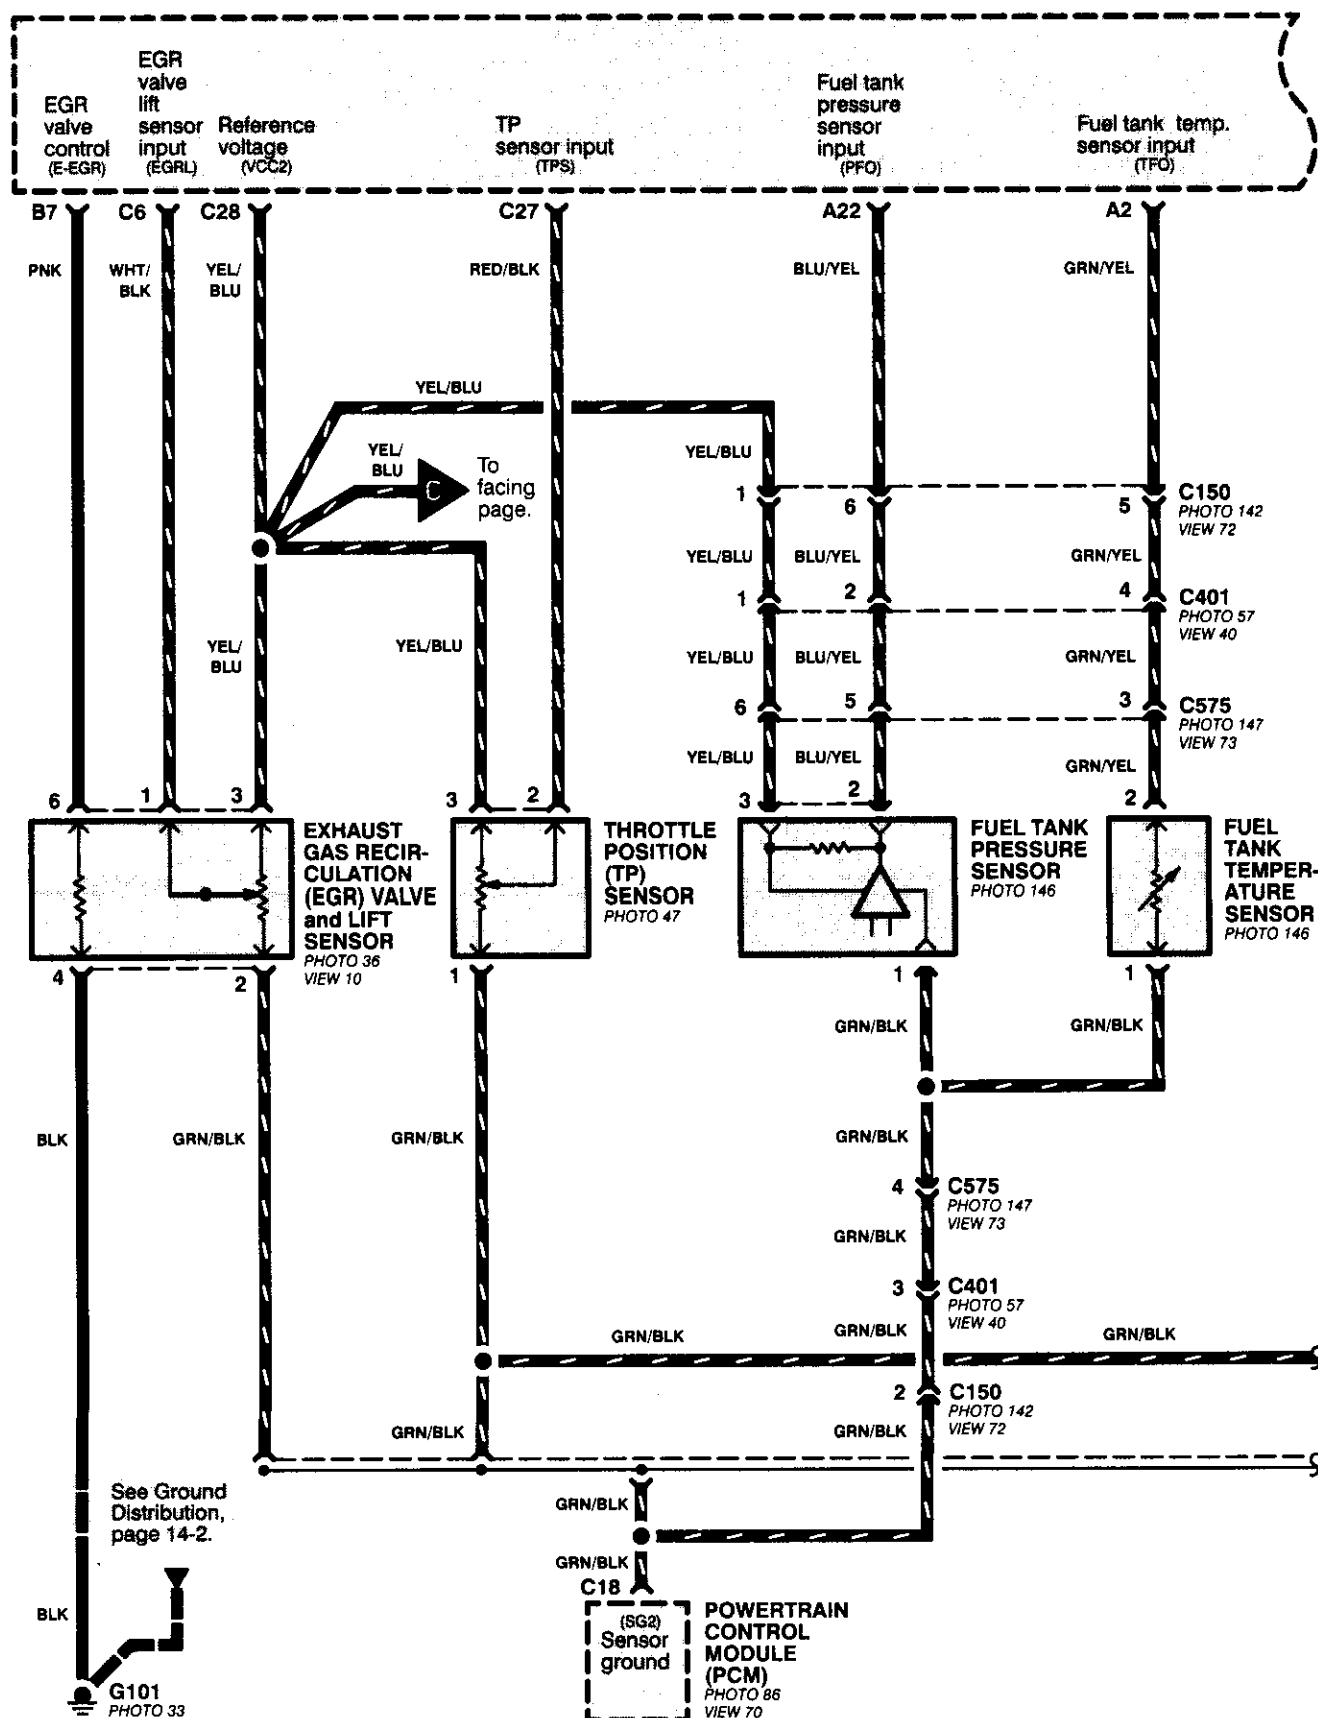 EGR
valve
control
(E-EGR)
EGR
valve
lift
sensor
input
(EGRL)
Reference
voltage
(VCC2)
TP
sensor input
(TPS)
Fuel tank
pressure
sensor
input
(PFO)
Fuel tank temp.
sensor input
(TFO)
B7
C6
C28
C27
A22
A2
PNK
WHT/
BLK
YEL/
BLU
RED/BLK
BLU/YEL
GRN/YEL
YEL/BLU
YEL/
BLU
C
To
facing
page.
YEL/BLU
1
6
5
C150
PHOTO 142
VIEW 72
YEL/BLU
BLU/YEL
GRN/YEL
1
2
4
C401
PHOTO 57
VIEW 40
YEL/
BLU
YEL/BLU
YEL/BLU
BLU/YEL
GRN/YEL
6
5
3
C575
PHOTO 147
VIEW 73
YEL/BLU
BLU/YEL
GRN/YEL
6
1
3
3
2
3
2
2
EXHAUST
GAS RECIR-
CULATION
(EGR) VALVE
and LIFT
SENSOR
PHOTO 36
VIEW 10
THROTTLE
POSITION
(TP)
SENSOR
PHOTO 47
FUEL TANK
PRESSURE
SENSOR
PHOTO 146
FUEL
TANK
TEMPER-
ATURE
SENSOR
PHOTO 146
4
2
1
1
1
GRN/BLK
GRN/BLK
BLK
GRN/BLK
GRN/BLK
GRN/BLK
4
C575
PHOTO 147
VIEW 73
GRN/BLK
3
C401
PHOTO 57
VIEW 40
GRN/BLK
GRN/BLK
GRN/BLK
2
C150
PHOTO 142
VIEW 72
GRN/BLK
GRN/BLK
See Ground
Distribution,
page 14-2.
GRN/BLK
GRN/BLK
C18
BLK
(SG2)
Sensor
ground
POWERTRAIN
CONTROL
MODULE
(PCM)
PHOTO 86
VIEW 70
G101
PHOTO 33